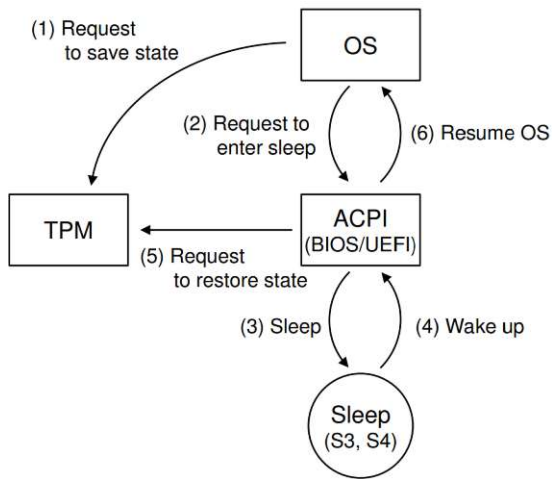 (1) Request
to save state
OS
(2) Request to
enter sleep
(6) Resume OS
TPM
ACPI
(BIOS/UEFI)
(5) Request
to restore state
(3) Sleep
(4) Wake up
Sleep
(S3, S4)